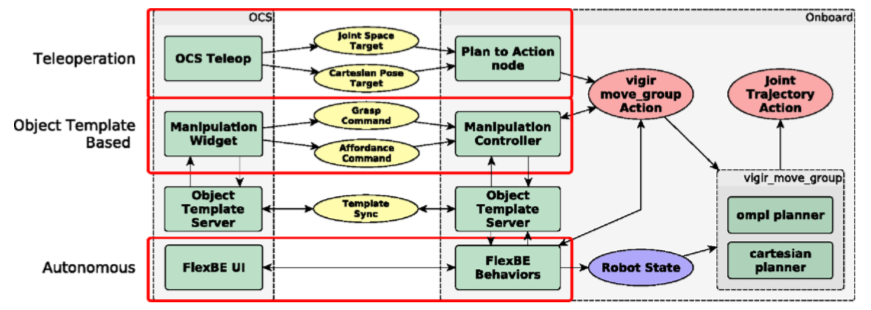 OCS
Onboard
Teleoperation
OCS Teleop
Joint Space
Target
Cartesian Pose
Target
Plan to Action
node
vigir
move_group
Action
Joint
Trajectory
Action
Object Template
Based
Manipulation
Widget
Grasp
Command
Affordance
Command
Manipulation
Controller
Object
Template
Server
Template
Sync
Object
Template
Server
vigir_move_group
ompl planner
cartesian
planner
Autonomous
FlexBE UI
FlexBE
Behaviors
Robot State